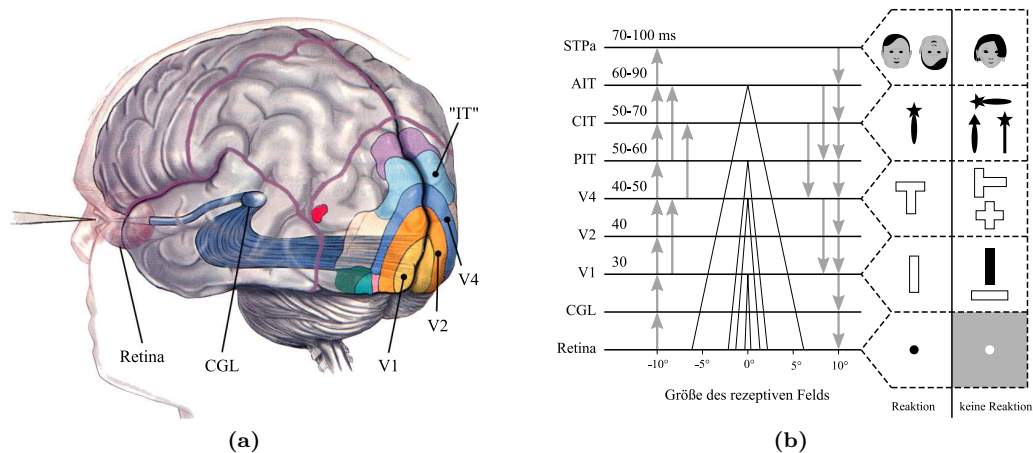 "IT"
V4
V2
V1
CGL
Retina
(a)
STPa
70-100 ms
AIT
60-90
CIT
50-70
PIT
50-60
V4
40-50
V2
40
V1
30
CGL
Retina
-10° -5° 0° 5° 10°
Größe des rezeptiven Felds
Reaktion
keine Reaktion
(b)